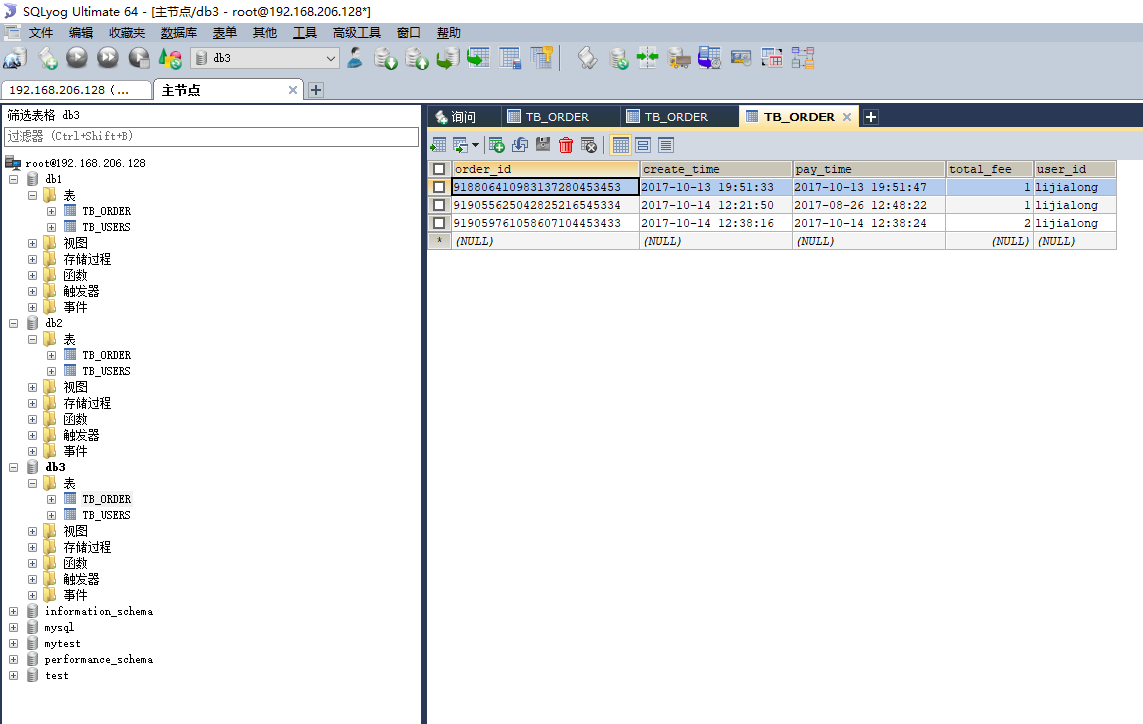 SQLyog Ultimate 64 - [主节点/db3 - root@192.168.206.128*]
文件 编辑 收藏夹 数据库 表单 其他 工具 高级工具 窗口 帮助
db3
192.168.206.128 (... 主节点
筛选表格 db3
过滤器 (Ctrl+Shift+B)
root@192.168.206.128
db1
表
TB_ORDER
TB_USERS
视图
存储过程
函数
触发器
事件
db2
表
TB_ORDER
TB_USERS
视图
存储过程
函数
触发器
事件
db3
表
TB_ORDER
TB_USERS
视图
存储过程
函数
触发器
事件
information_schema
mysql
mytest
performance_schema
test
询问 TB_ORDER TB_ORDER TB_ORDER
order_id create_time pay_time total_fee user_id
918806410983137280453453 2017-10-13 19:51:33 2017-10-13 19:51:47 1 lijialong
919055625042825216545334 2017-10-14 12:21:50 2017-08-26 12:48:22 1 lijialong
919059761058607104453433 2017-10-14 12:38:16 2017-10-14 12:38:24 2 lijialong
* (NULL) (NULL) (NULL) (NULL) (NULL)